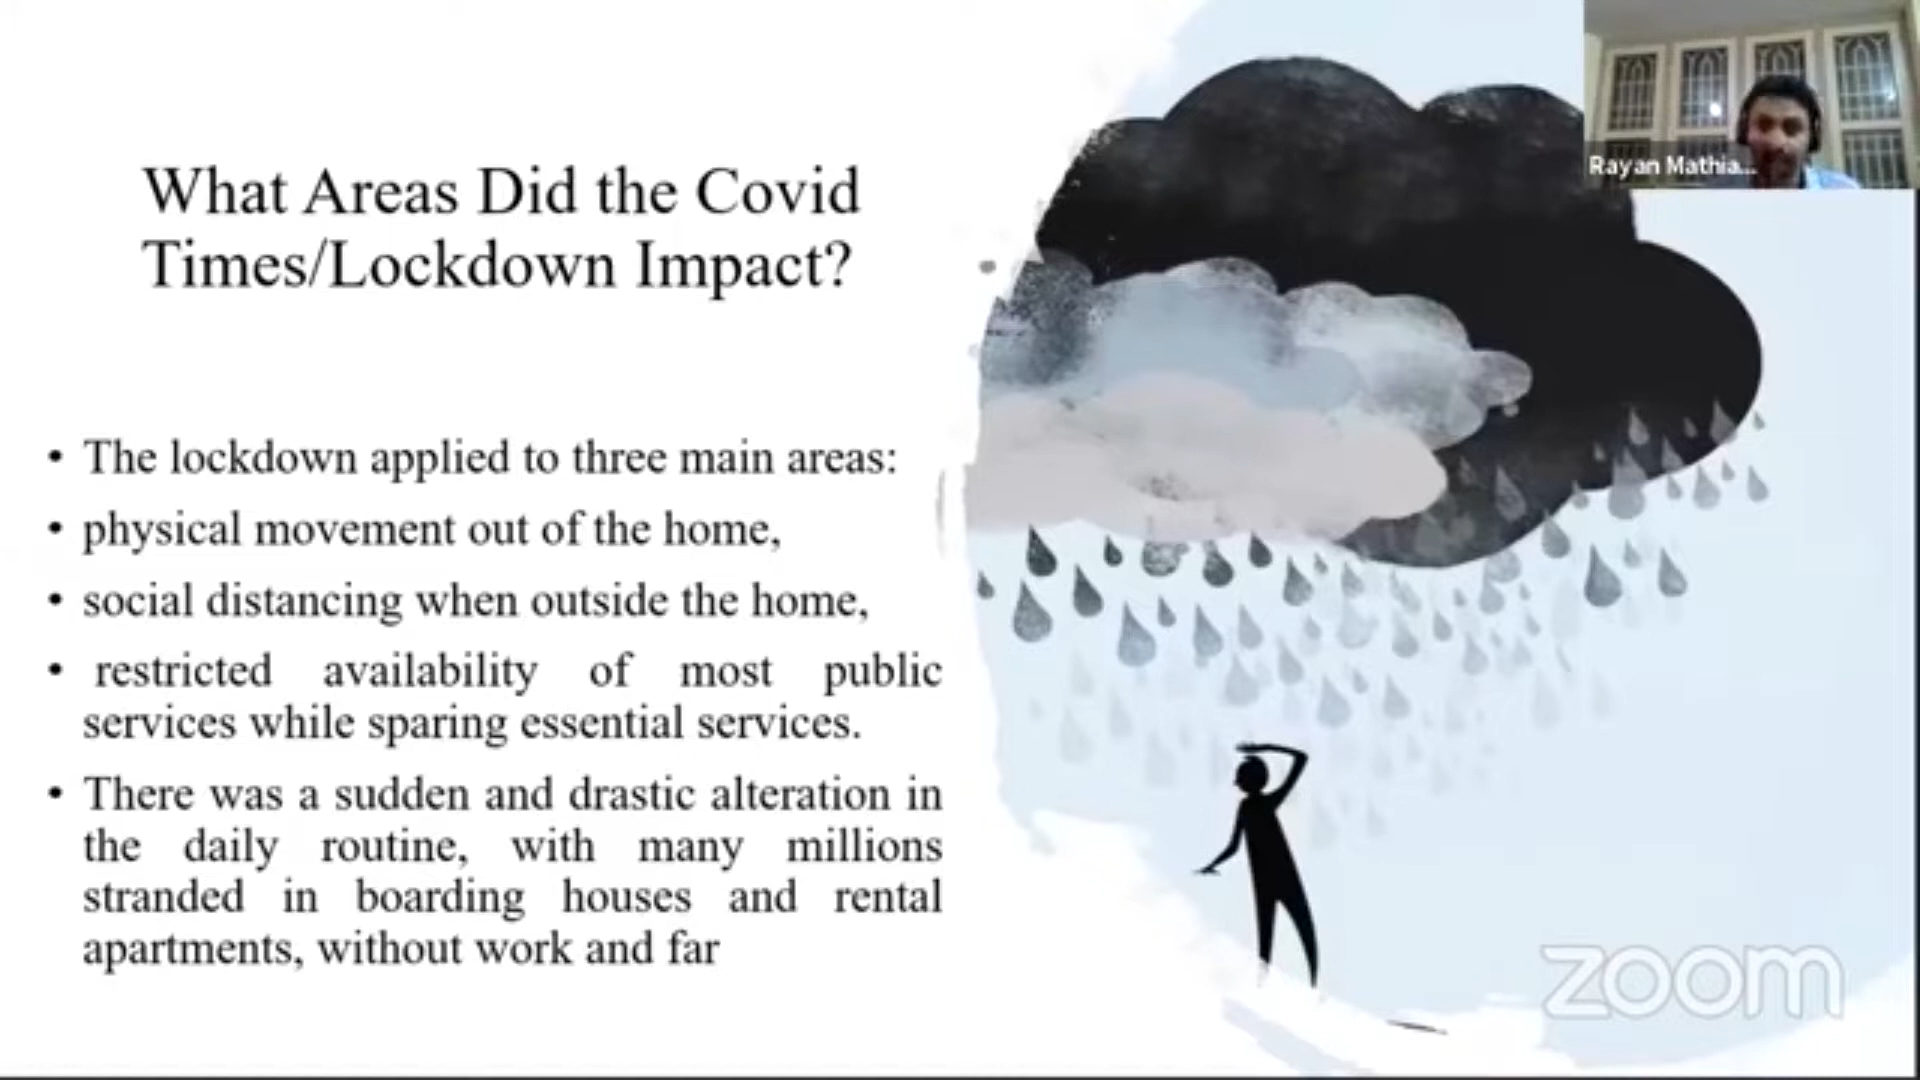 What Areas Did the Covid
Times/Lockdown Impact?
• The lockdown applied to three main areas:
• physical movement out of the home,
• social distancing when outside the home,
• restricted availability of most public
services while sparing essential services.
• There was a sudden and drastic alteration in
the daily routine, with many millions
stranded in boarding houses and rental
apartments, without work and far
Rayan Mathia...
zoom